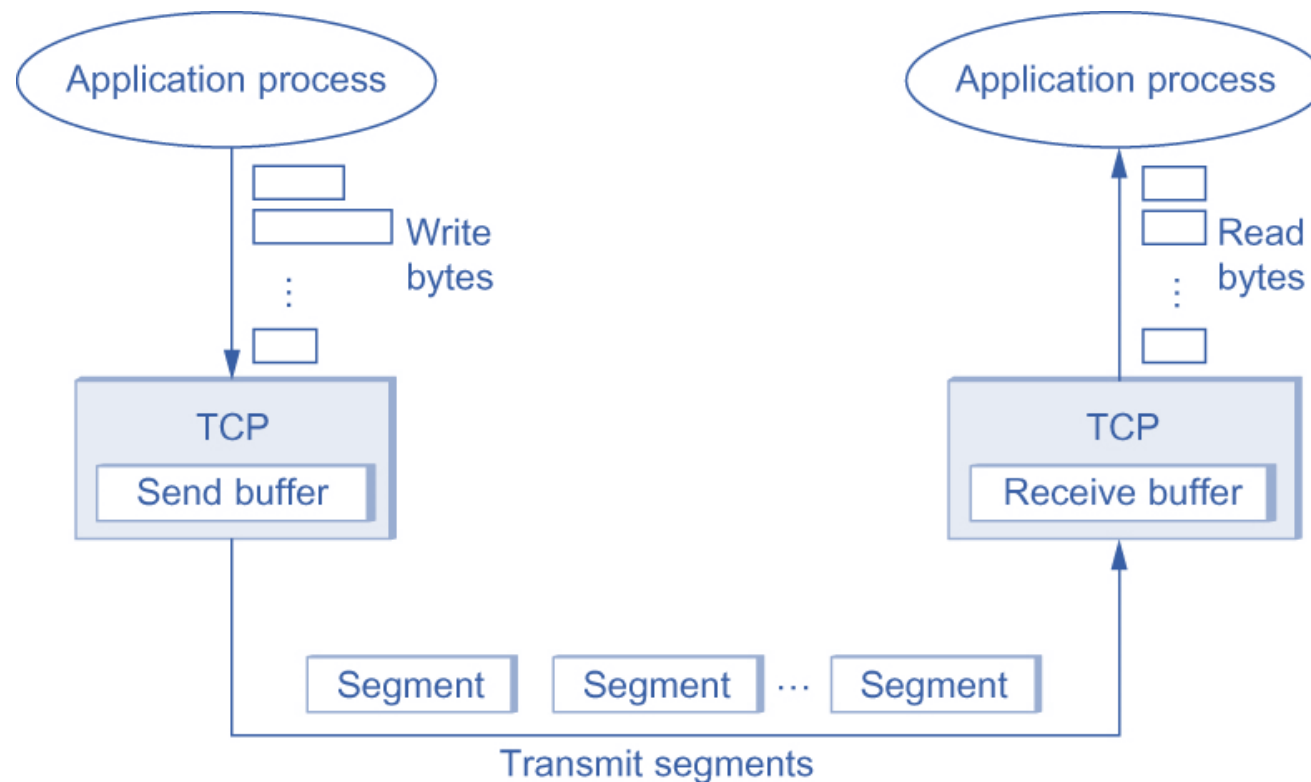 Application process
Application process
Write
bytes
Read
bytes
TCP
Send buffer
TCP
Receive buffer
Segment
Segment
...
Segment
Transmit segments